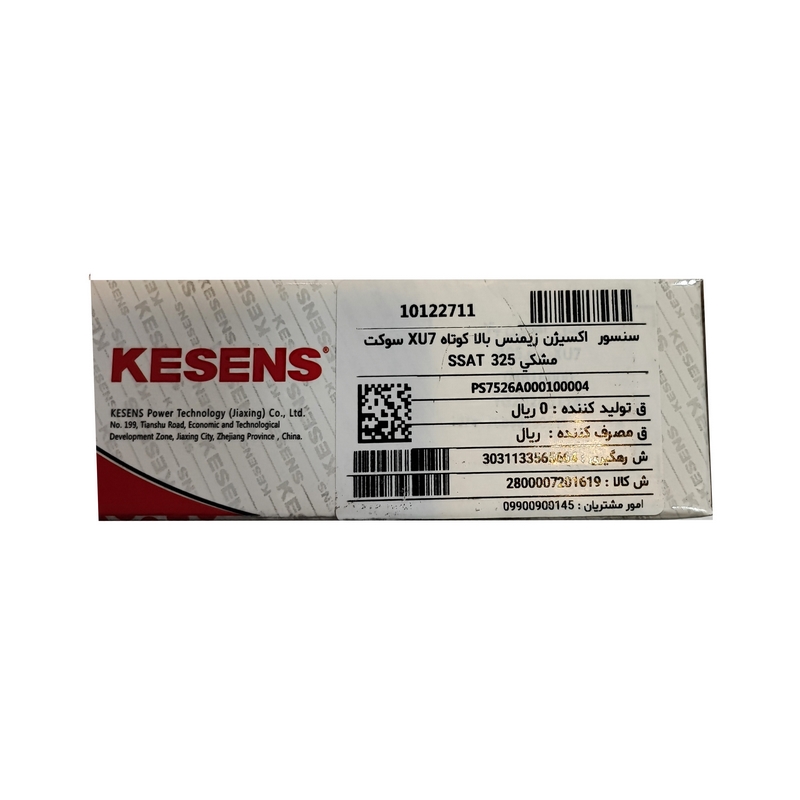 KESENS®
KESENS Power Technology (Jiaxing) Co., Ltd.
No. 199, Tianshu Road, Economic and Technological
Development Zone, Jiaxing City, Zhejiang Province , China.
10122711
سنسور اکسیژن زیمنس بالا کوتاه XU7 سوکت
مشکي SSAT 325
PS7526A000100004
ق تولید کننده : 0 ریال
ق مصرف کننده : ریال
ش رهگیری :
ش کالا : 2800007201619
امور مشتریان : 09900900145